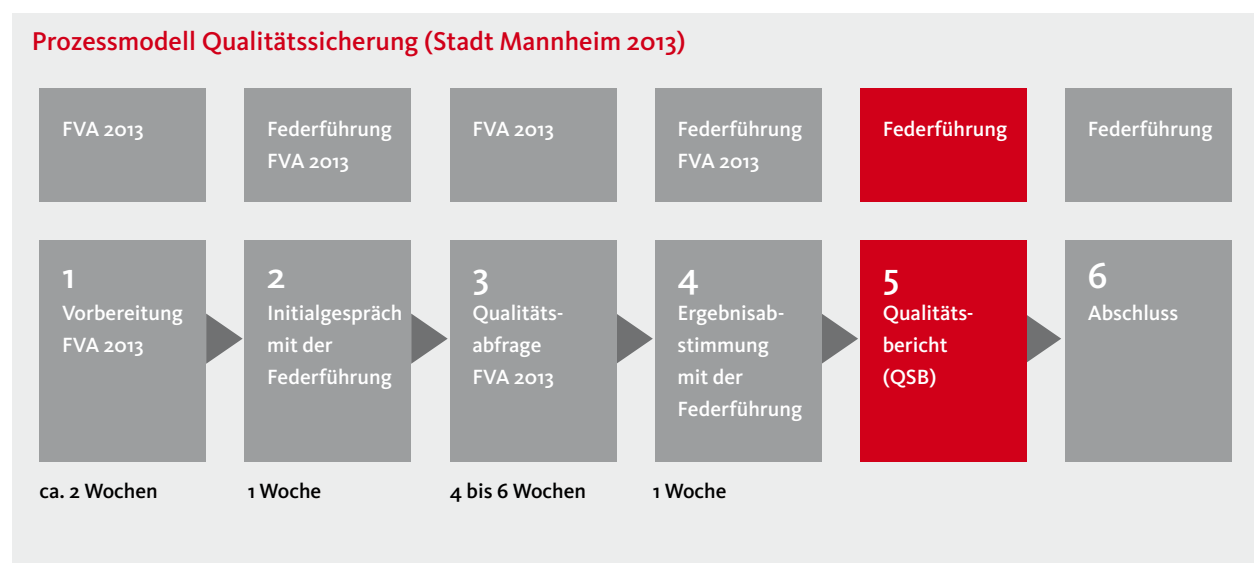 Prozessmodell Qualitätssicherung (Stadt Mannheim 2013)
FVA 2013
Federführung
FVA 2013
FVA 2013
Federführung
FVA 2013
Federführung
Federführung
1
Vorbereitung
FVA 2013
2
Initialgespräch
mit der
Federführung
3
Qualitäts-
abfrage
FVA 2013
4
Ergebnisab-
stimmung
mit der
Federführung
5
Qualitäts-
bericht
(QSB)
6
Abschluss
ca. 2 Wochen
1 Woche
4 bis 6 Wochen
1 Woche